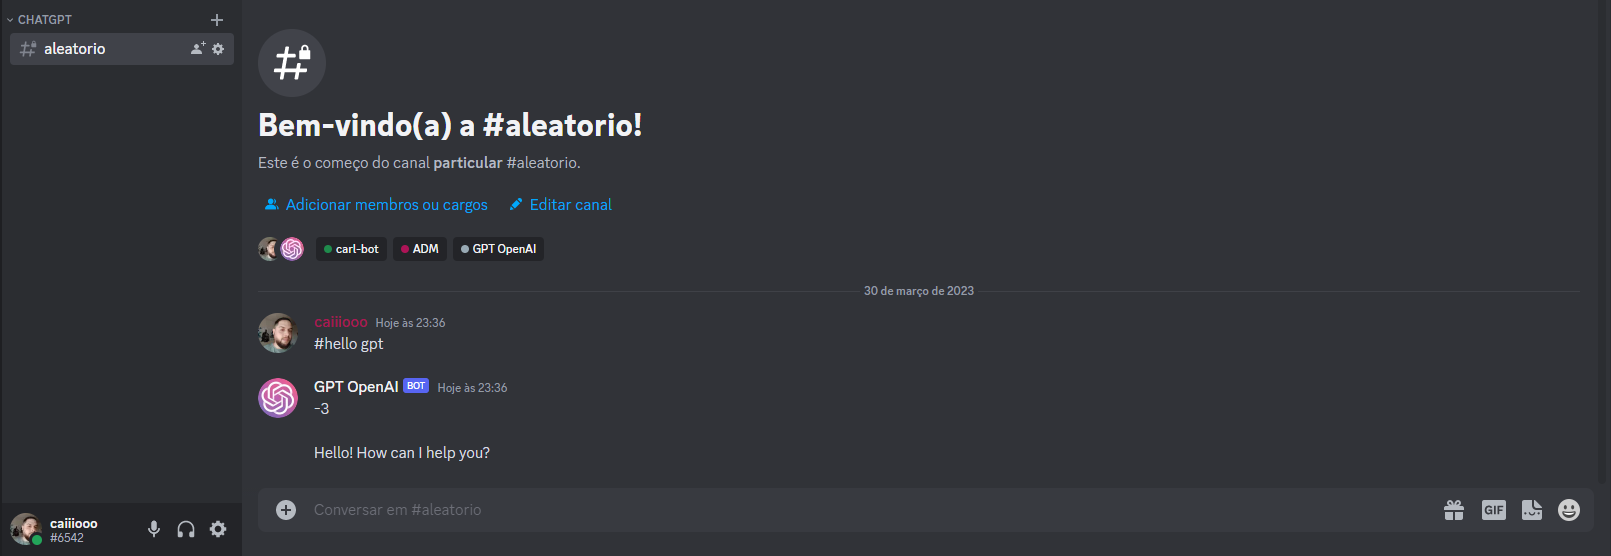 CHATGPT
aleatorio
Bem-vindo(a) a #aleatorio!
Este é o começo do canal particular #aleatorio.
Adicionar membros ou cargos Editar canal
carl-bot ADM GPT OpenAI
30 de março de 2023
caiiiooo Hoje às 23:36
#hello gpt
GPT OpenAI BOT Hoje às 23:36
-3
Hello! How can I help you?
Conversar em #aleatorio GIF
caiiiooo
#6542